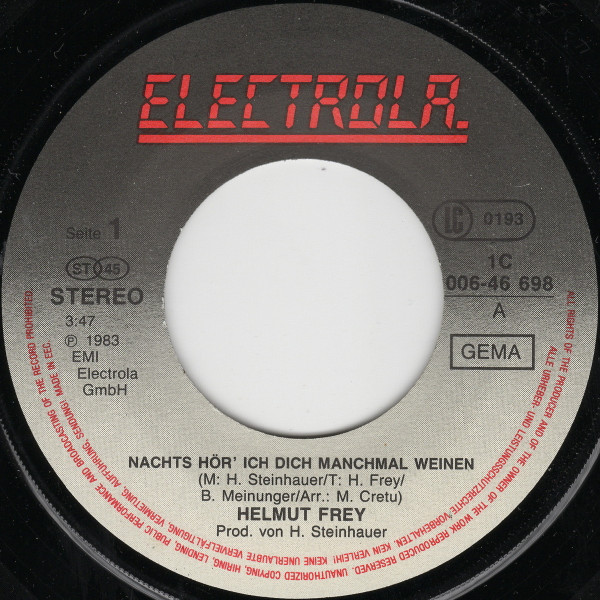 ELECTROLA.
Seite 1
LC 0193
ST 45
STEREO
1C
006-46 698
A
3:47
℗ 1983
EMI
Electrola
GmbH
GEMA
NACHTS HÖR' ICH DICH MANCHMAL WEINEN
(M: H. Steinhauer/T: H. Frey/
B. Meinunger/Arr.: M. Cretu)
HELMUT FREY
Prod. von H. Steinhauer
ALL RIGHTS OF THE PRODUCER AND OF THE OWNER OF THE WORK REPRODUCED RESERVED. UNAUTHORIZED COPYING, HIRING, LENDING, PUBLIC PERFORMANCE AND BROADCASTING OF THE RECORD PROHIBITED.
ALLE URHEBER- UND LEISTUNGSSCHUTZRECHTE VORBEHALTEN. KEIN VERLEIH! KEINE UNERLAUBTE VERVIELFÄLTIGUNG, VERMIETUNG, AUFFÜHRUNG, SENDUNG! MADE IN EEC.